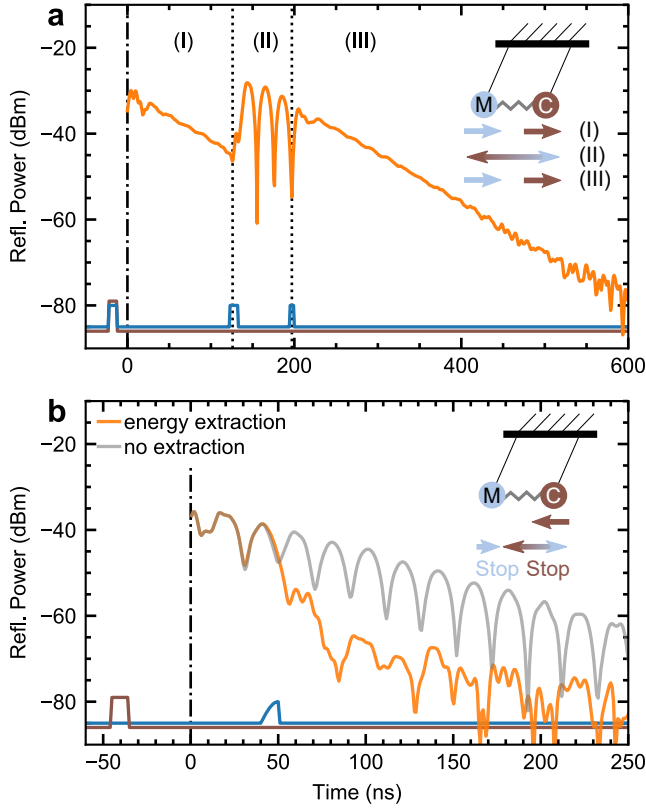 a
(I) (II) (III)
−20
−40
−60
−80
Refl. Power (dBm)
M C
(I)
(II)
(III)
0 200 400 600
b
energy extraction
no extraction
−20
−40
−60
−80
Refl. Power (dBm)
M C
Stop Stop
−50 0 50 100 150 200 250
Time (ns)